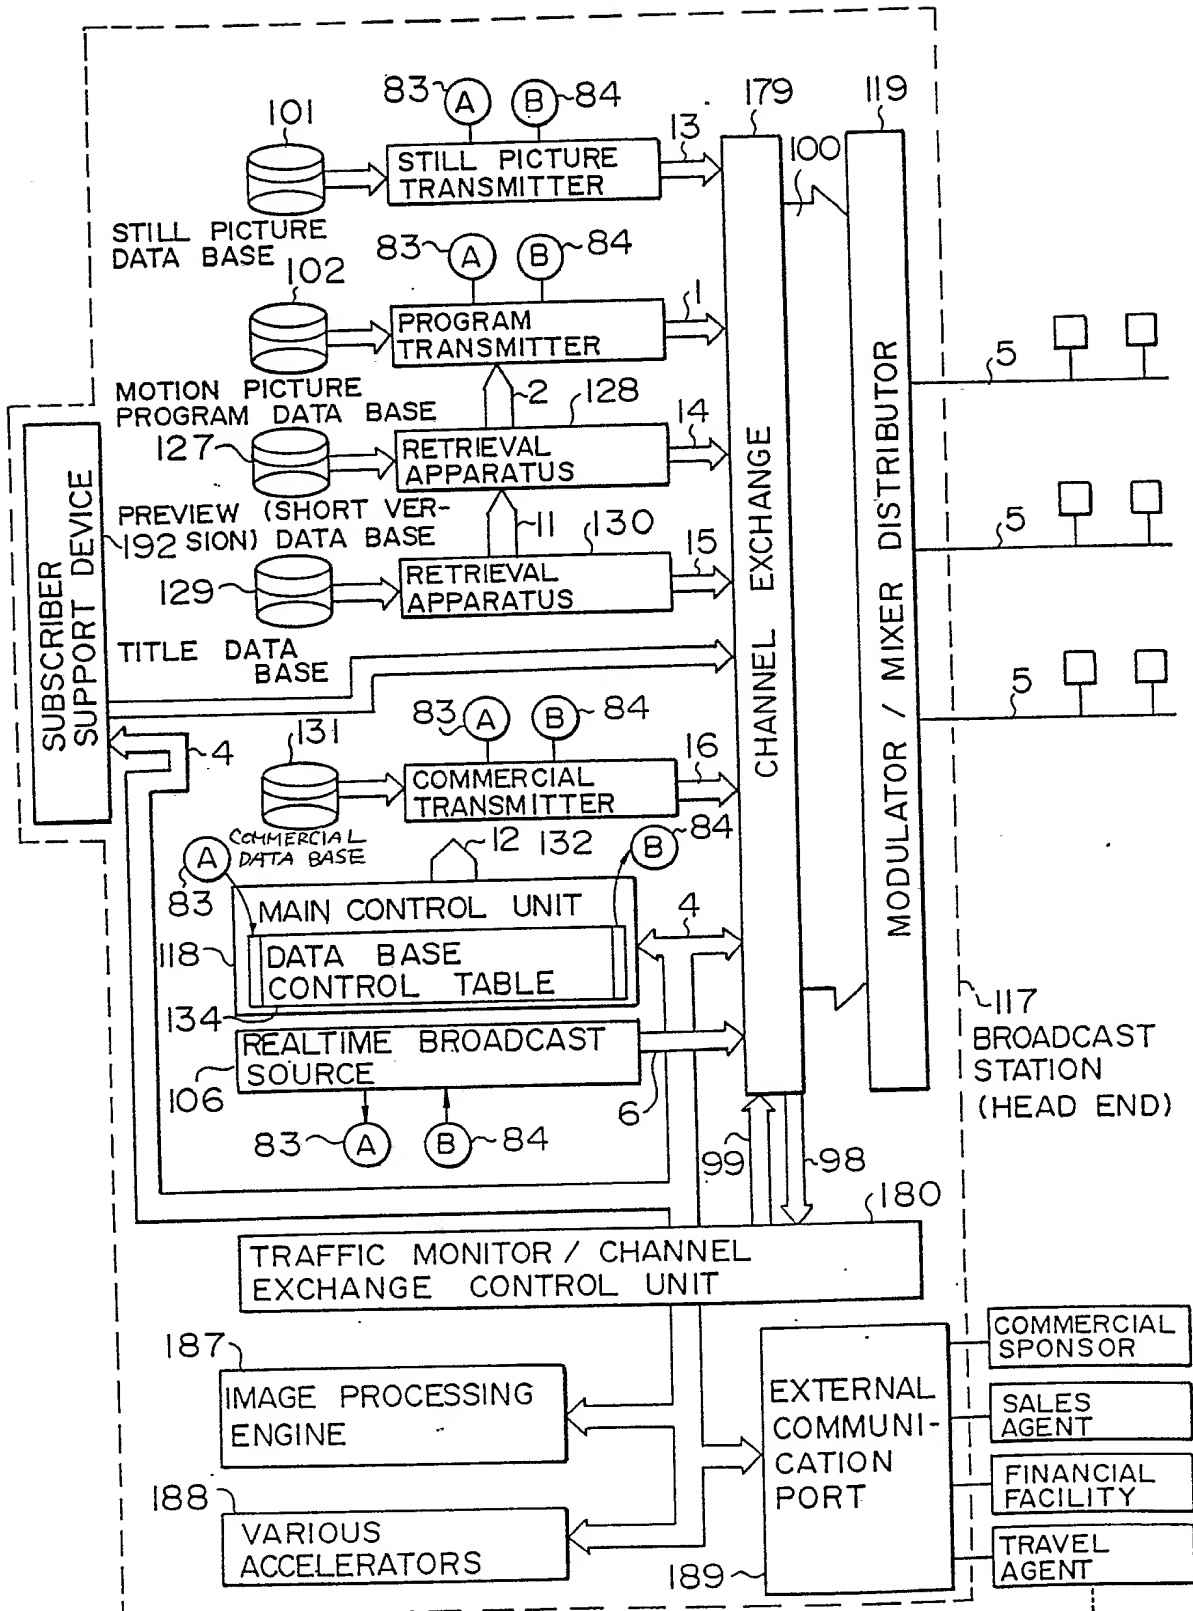 83
A
B
84
179
119
101
13
100
STILL PICTURE
TRANSMITTER
STILL PICTURE
DATA BASE
83
A
B
84
102
1
PROGRAM
TRANSMITTER
MOTION PICTURE
PROGRAM DATA BASE
2
128
127
14
RETRIEVAL
APPARATUS
PREVIEW (SHORT VER-
SION) DATA BASE
192
11
130
129
15
RETRIEVAL
APPARATUS
TITLE DATA
BASE
SUBSCRIBER
SUPPORT DEVICE
4
83
A
B
84
131
16
COMMERCIAL
TRANSMITTER
COMMERCIAL
DATA BASE
12
132
B
84
A
83
MAIN CONTROL UNIT
118
DATA BASE
CONTROL TABLE
134
4
REALTIME BROADCAST
SOURCE
106
6
83
A
B
84
CHANNEL EXCHANGE
MODULATOR / MIXER DISTRIBUTOR
5
5
5
117
BROADCAST
STATION
(HEAD END)
99
98
180
TRAFFIC MONITOR / CHANNEL
EXCHANGE CONTROL UNIT
187
IMAGE PROCESSING
ENGINE
188
VARIOUS
ACCELERATORS
EXTERNAL
COMMUNI-
CATION
PORT
189
COMMERCIAL
SPONSOR
SALES
AGENT
FINANCIAL
FACILITY
TRAVEL
AGENT